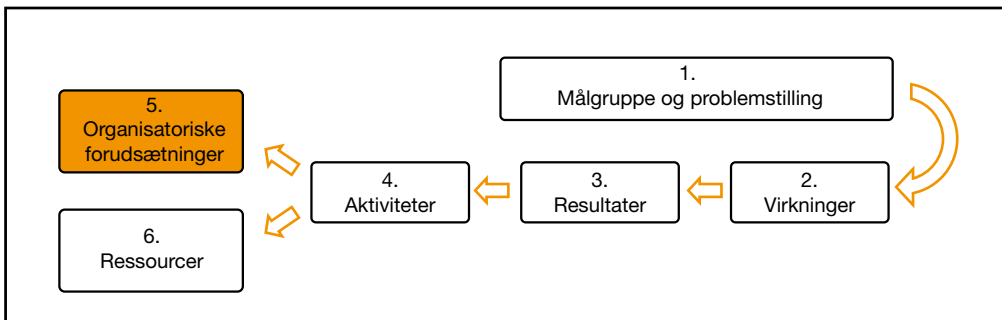 1.
Målgruppe og problemstilling
2.
Virkninger
3.
Resultater
4.
Aktiviteter
5.
Organisatoriske
forudsætninger
6.
Ressourcer